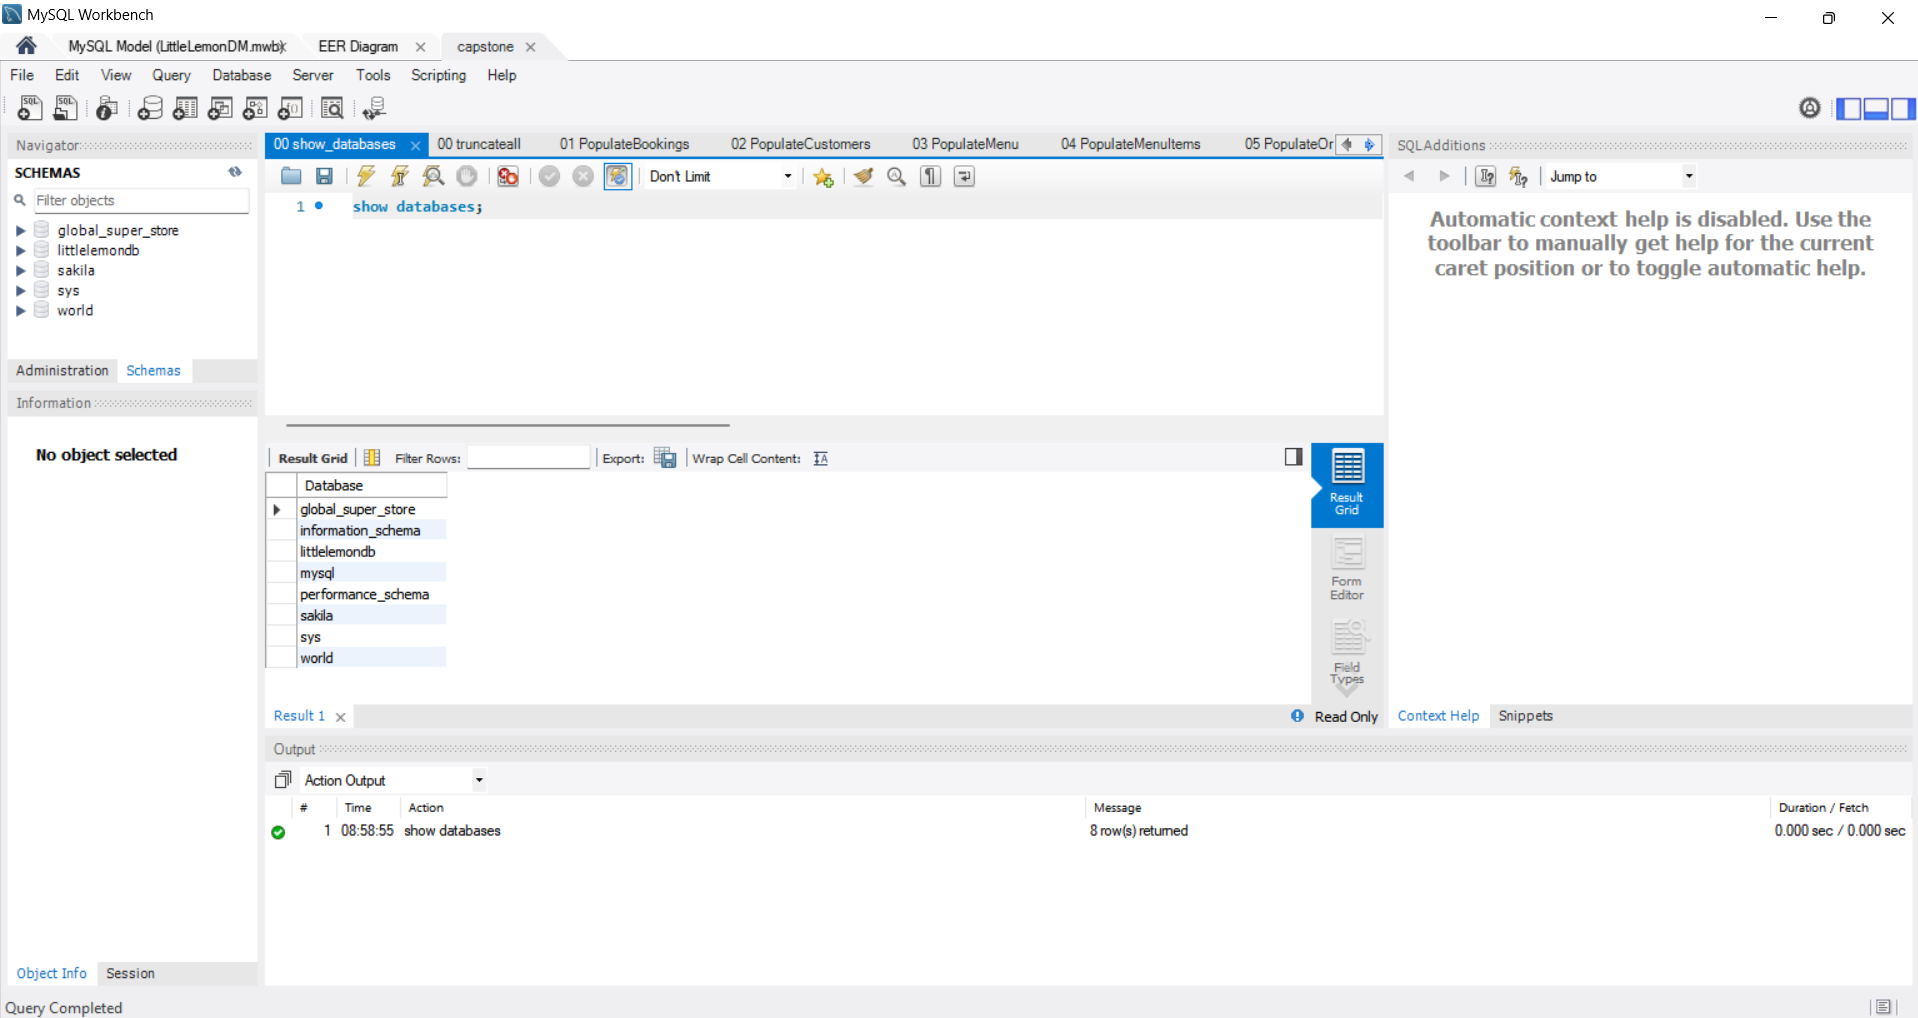 MySQL Workbench
MySQL Model (LittleLemonDM.mwb)
EER Diagram
capstone
File Edit View Query Database Server Tools Scripting Help
Navigator
SCHEMAS
Filter objects
global_super_store
littlelemondb
sakila
sys
world
Administration Schemas
Information
No object selected
Object Info Session
00 show_databases 00 truncateall 01 PopulateBookings 02 PopulateCustomers 03 PopulateMenu 04 PopulateMenuItems 05 PopulateOr
Don't Limit
1 show databases;
Result Grid Filter Rows: Export: Wrap Cell Content:
Database
global_super_store
information_schema
littlelemondb
mysql
performance_schema
sakila
sys
world
Result
Grid
Form
Editor
Field
Types
Result 1
Read Only
SQLAdditions
Jump to
Automatic context help is disabled. Use the
toolbar to manually get help for the current
caret position or to toggle automatic help.
Context Help Snippets
Output
Action Output
# Time Action Message Duration / Fetch
1 08:58:55 show databases 8 row(s) returned 0.000 sec / 0.000 sec
Query Completed